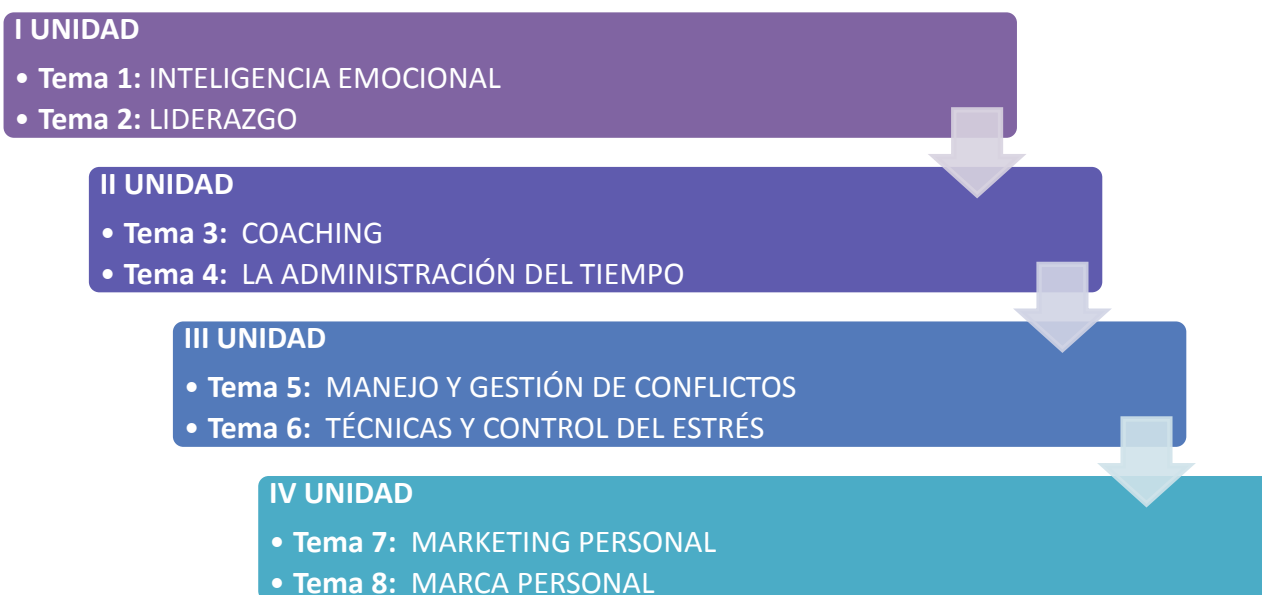 I UNIDAD
• Tema 1: INTELIGENCIA EMOCIONAL
• Tema 2: LIDERAZGO
II UNIDAD
• Tema 3: COACHING
• Tema 4: LA ADMINISTRACIÓN DEL TIEMPO
III UNIDAD
• Tema 5: MANEJO Y GESTIÓN DE CONFLICTOS
• Tema 6: TÉCNICAS Y CONTROL DEL ESTRÉS
IV UNIDAD
• Tema 7: MARKETING PERSONAL
• Tema 8: MARCA PERSONAL